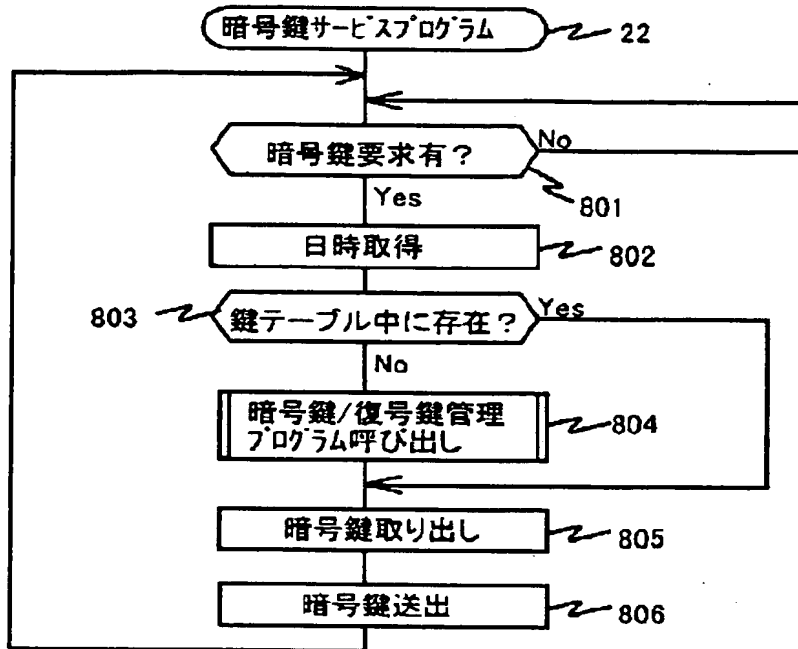 暗号鍵サービスプログラム 22
暗号鍵要求有? No
801
Yes
日時取得
802
803 鍵テーブル中に存在? Yes
No
暗号鍵/復号鍵管理
プログラム呼び出し
804
暗号鍵取り出し
805
暗号鍵送出
806